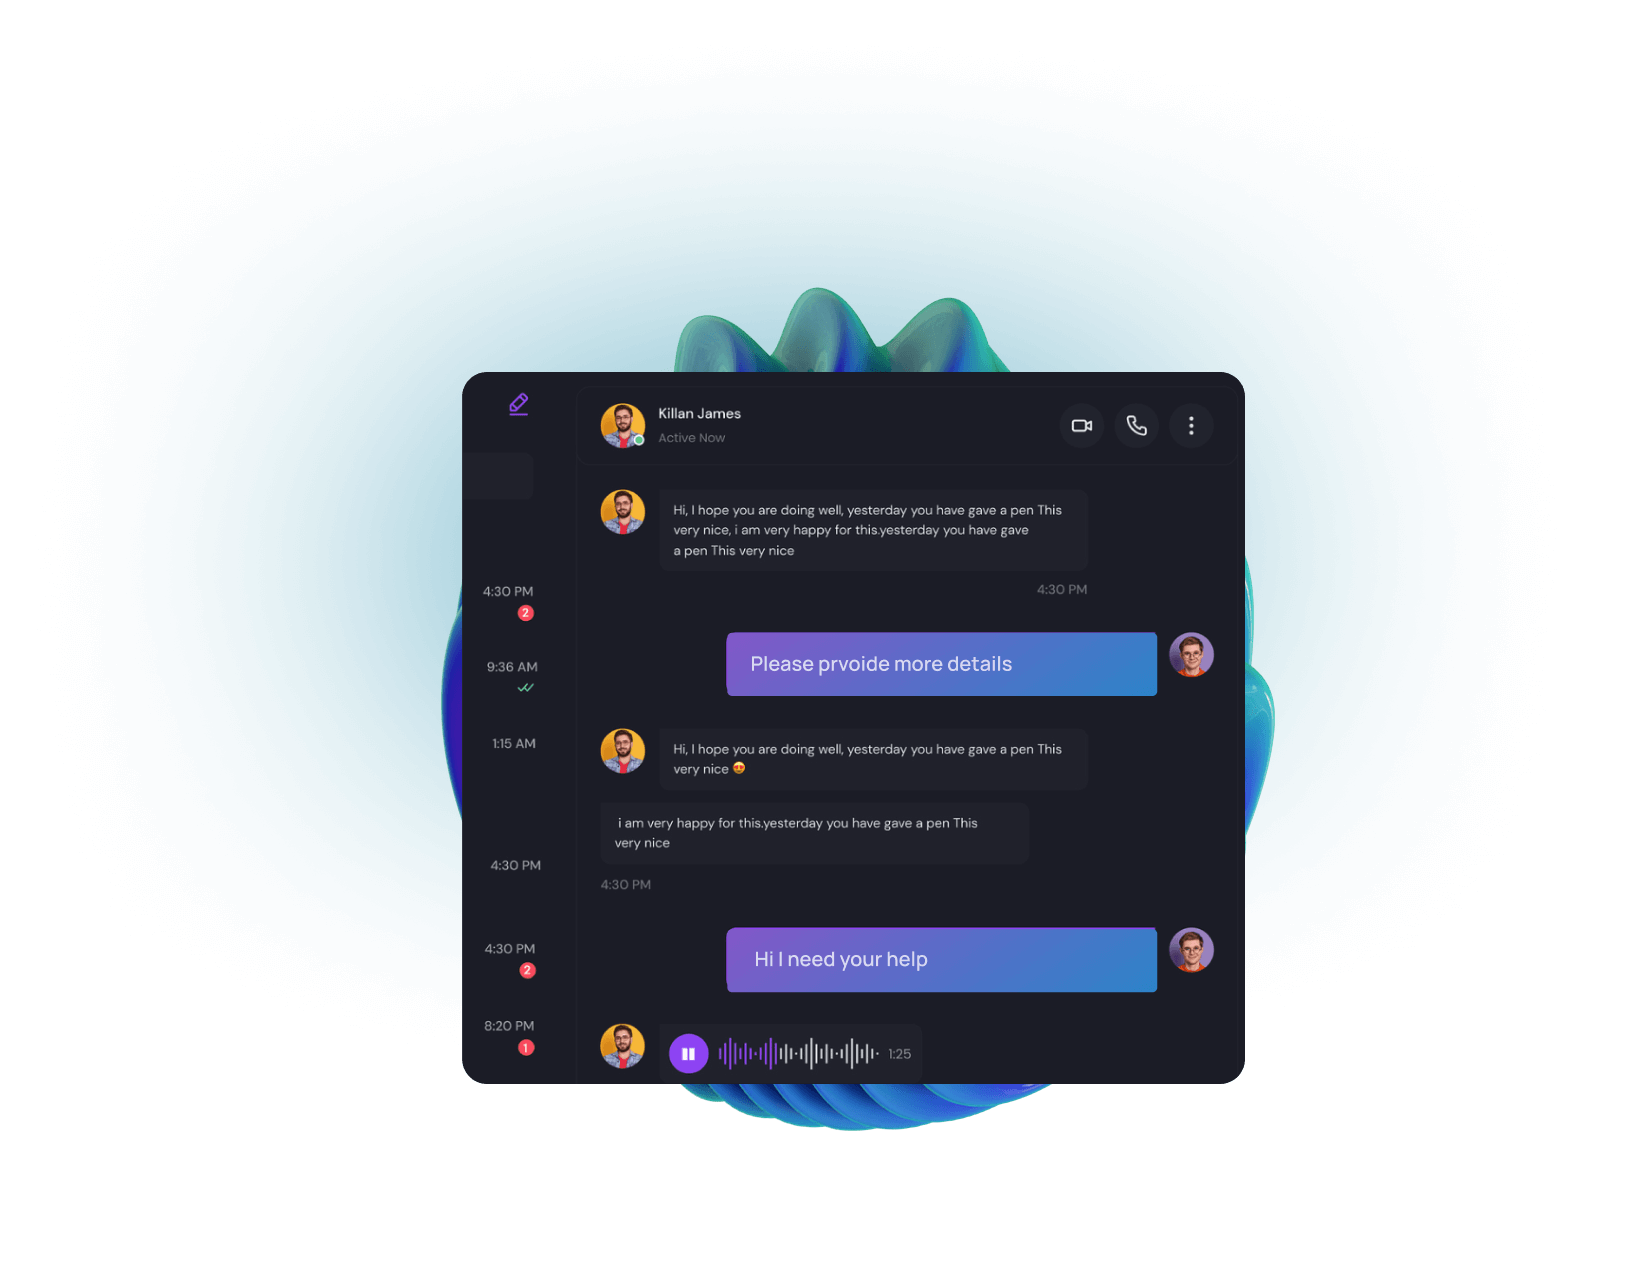 Killan James
Active Now
Hi, I hope you are doing well, yesterday you have gave a pen This
very nice, i am very happy for this.yesterday you have gave
a pen This very nice
4:30 PM
4:30 PM
2
Please prvoide more details
9:36 AM
1:15 AM
Hi, I hope you are doing well, yesterday you have gave a pen This
very nice 😍
i am very happy for this.yesterday you have gave a pen This
very nice
4:30 PM
4:30 PM
4:30 PM
2
Hi I need your help
8:20 PM
1
1:25